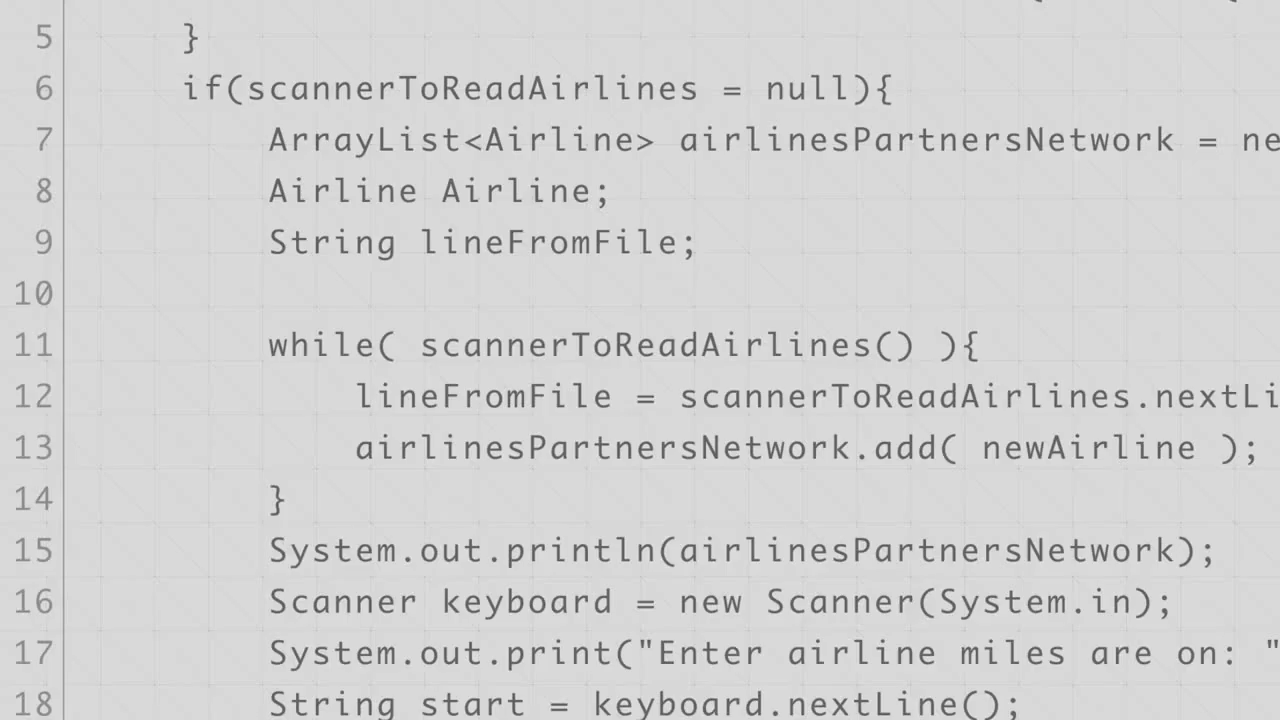 5 }
6 if(scannerToReadAirlines = null){
7 ArrayList<Airline> airlinesPartnersNetwork = ne
8 Airline Airline;
9 String lineFromFile;
10
11 while( scannerToReadAirlines() ){
12 lineFromFile = scannerToReadAirlines.nextLi
13 airlinesPartnersNetwork.add( newAirline );
14 }
15 System.out.println(airlinesPartnersNetwork);
16 Scanner keyboard = new Scanner(System.in);
17 System.out.print("Enter airline miles are on: "
18 String start = keyboard.nextLine();